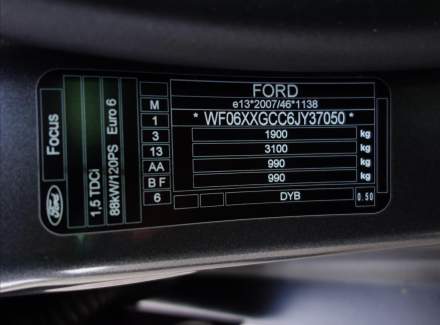 FORD
M e13*2007/46*1138
1 * WF06XXGCC6JY37050 *
3 1900 kg
13 3100 kg
AA 990 kg
B F 990 kg
6 DYB 0.50
Focus
1,5 TDCi
88kW/120PS Euro 6
Ford